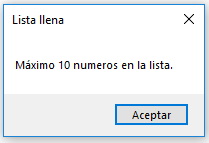 Lista llena
Máximo 10 numeros en la lista.
Aceptar